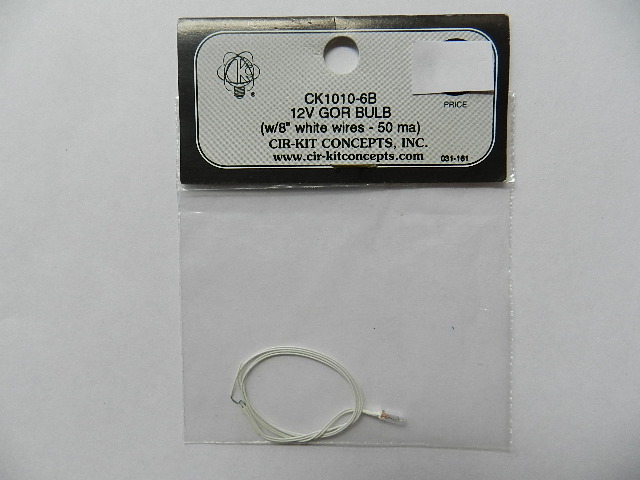 CK
®
CK1010-6B
12V GOR BULB
(w/8" white wires - 50 ma)
CIR-KIT CONCEPTS, INC.
www.cir-kitconcepts.com
PRICE
031-161